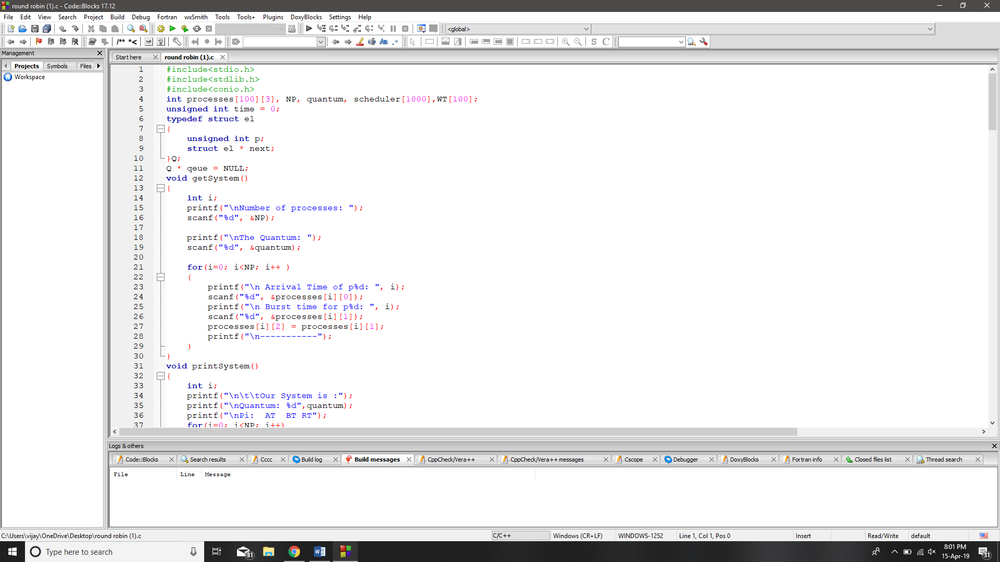 round robin (1).c - Code::Blocks 17.12
File Edit View Search Project Build Debug Fortran wxSmith Tools Tools+ Plugins DoxyBlocks Settings Help
<global>
/** *<
Aa .*
S C
Management
Projects Symbols Files
Workspace
Start here round robin (1).c
1 #include<stdio.h>
2 #include<stdlib.h>
3 #include<conio.h>
4 int processes[100][3], NP, quantum, scheduler[1000],WT[100];
5 unsigned int time = 0;
6 typedef struct el
7 {
8 unsigned int p;
9 struct el * next;
10 }Q;
11 Q * qeue = NULL;
12 void getSystem()
13 {
14 int i;
15 printf("\nNumber of processes: ");
16 scanf("%d", &NP);
17
18 printf("\nThe Quantum: ");
19 scanf("%d", &quantum);
20
21 for(i=0; i<NP; i++ )
22 {
23 printf("\n Arrival Time of p%d: ", i);
24 scanf("%d", &processes[i][0]);
25 printf("\n Burst time for p%d: ", i);
26 scanf("%d", &processes[i][1]);
27 processes[i][2] = processes[i][1];
28 printf("\n-----------");
29 }
30 }
31 void printSystem()
32 {
33 int i;
34 printf("\n\t\tOur System is :");
35 printf("\nQuantum: %d",quantum);
36 printf("\nPi:  AT  BT RT");
37 for(i=0; i<NP; i++)
Logs & others
Code::Blocks Search results Cccc Build log Build messages CppCheck/Vera++ CppCheck/Vera++ messages Cscope Debugger DoxyBlocks Fortran info Closed files list Thread search
File Line Message
C:\Users\vijay\OneDrive\Desktop\round robin (1).c C/C++ Windows (CR+LF) WINDOWS-1252 Line 1, Col 1, Pos 0 Insert Read/Write default
Type here to search 31 8:01 PM
15-Apr-19 31